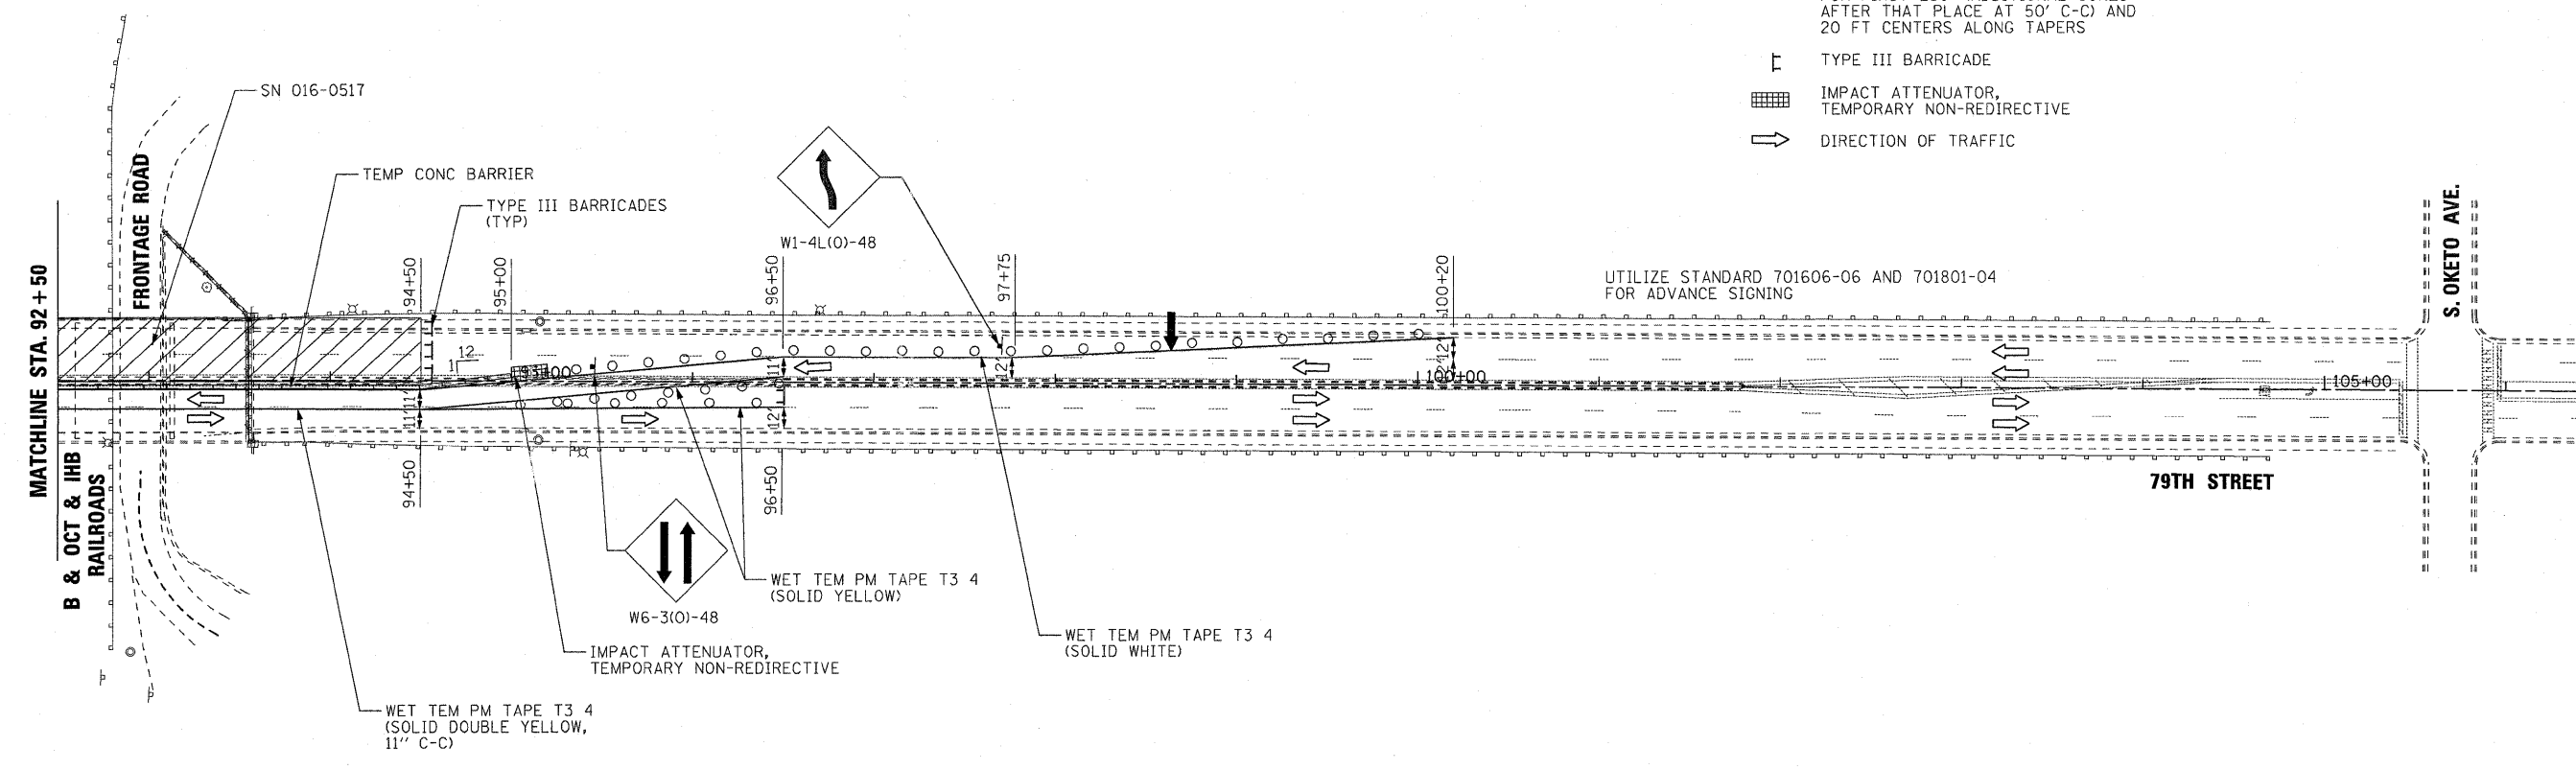 AFTER THAT PLACE AT 50' C-C) AND
20 FT CENTERS ALONG TAPERS
TYPE III BARRICADE
IMPACT ATTENUATOR,
TEMPORARY NON-REDIRECTIVE
DIRECTION OF TRAFFIC
SN 016-0517
TEMP CONC BARRIER
TYPE III BARRICADES
(TYP)
W1-4L(O)-48
FRONTAGE ROAD
MATCHLINE STA. 92+50
94+50
95+00
96+50
97+75
100+20
UTILIZE STANDARD 701606-06 AND 701801-04
FOR ADVANCE SIGNING
S. OKETO AVE.
12
1
11'
12'
12'
12'
100+00
105+00
11'
11'
12'
94+50
96+50
79TH STREET
B & OCT & IHB
RAILROADS
W6-3(O)-48
WET TEM PM TAPE T3 4
(SOLID YELLOW)
WET TEM PM TAPE T3 4
(SOLID WHITE)
IMPACT ATTENUATOR,
TEMPORARY NON-REDIRECTIVE
WET TEM PM TAPE T3 4
(SOLID DOUBLE YELLOW,
11" C-C)